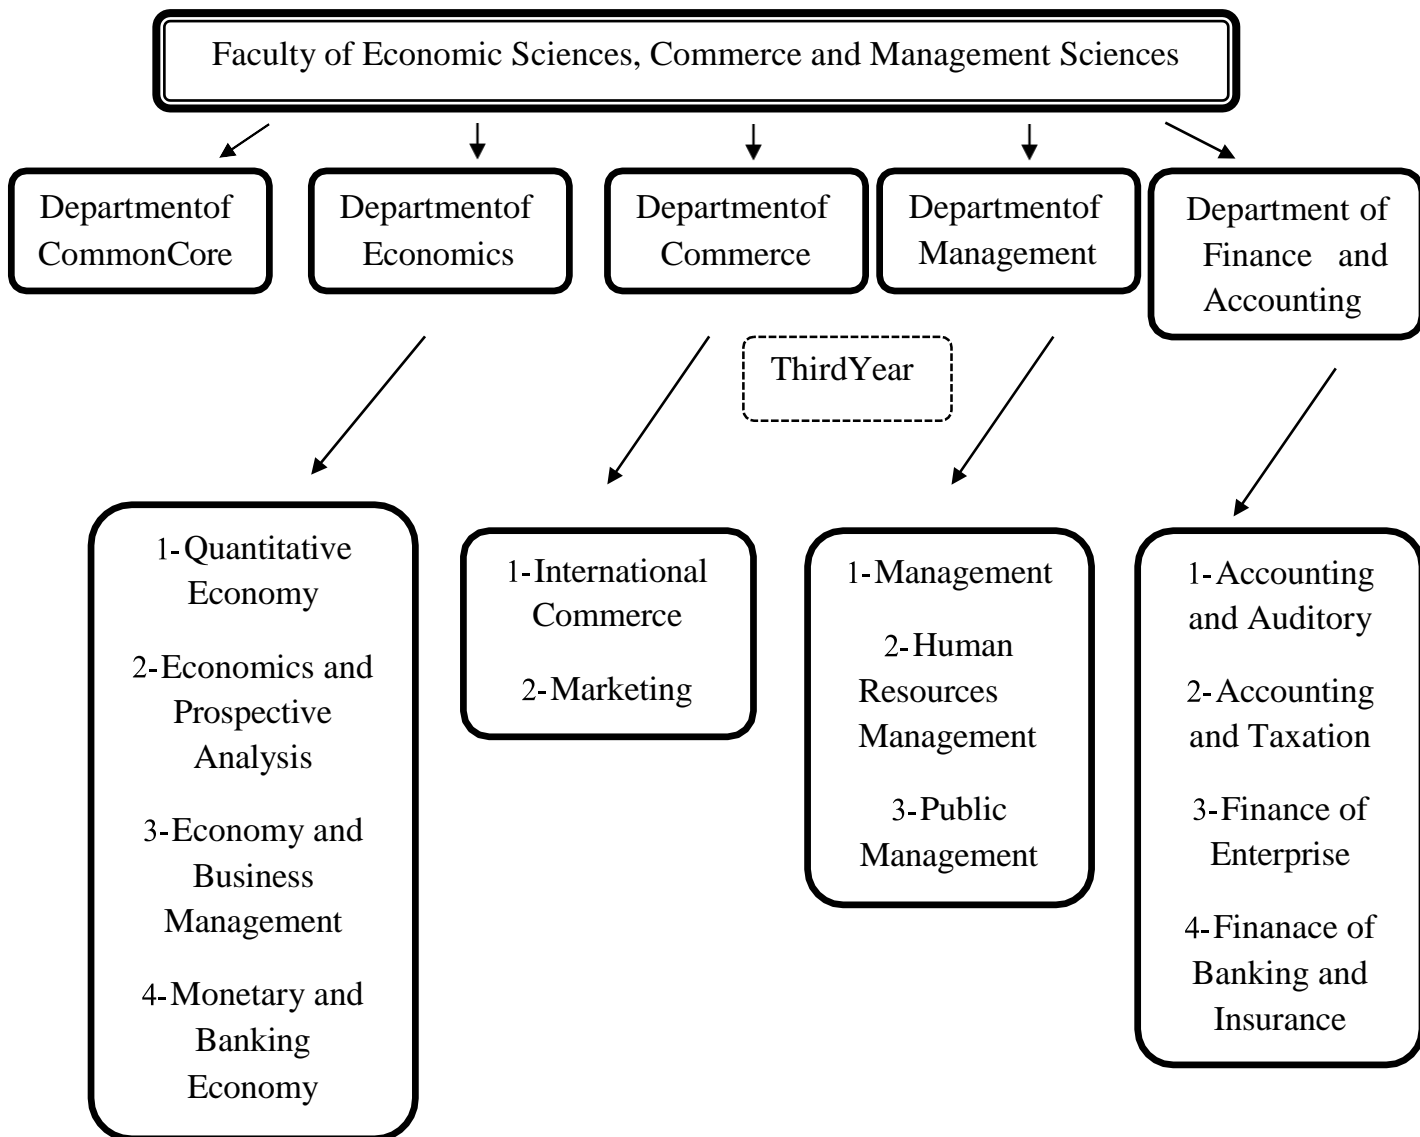 Faculty of Economic Sciences, Commerce and Management Sciences
Departmentof
CommonCore
Departmentof
Economics
Departmentof
Commerce
Departmentof
Management
Department of
Finance and
Accounting
ThirdYear
1-Quantitative
Economy
2-Economics and
Prospective
Analysis
3-Economy and
Business
Management
4-Monetary and
Banking
Economy
1-International
Commerce
2-Marketing
1-Management
2-Human
Resources
Management
3-Public
Management
1-Accounting
and Auditory
2-Accounting
and Taxation
3-Finance of
Enterprise
4-Finanace of
Banking and
Insurance